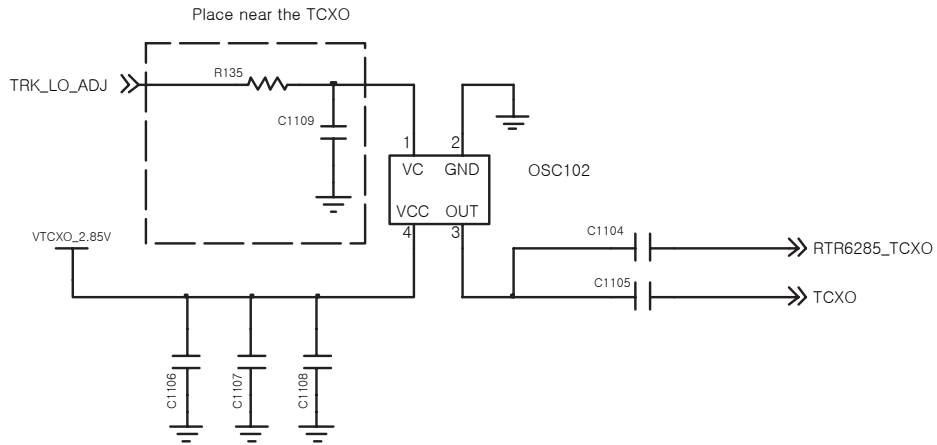 Place near the TCXO
TRK_LO_ADJ
R135
C1109
1
2
VC
GND
OSC102
VCC
OUT
4
3
VTCXO_2.85V
C1104
RTR6285_TCXO
C1105
TCXO
C1106
C1107
C1108